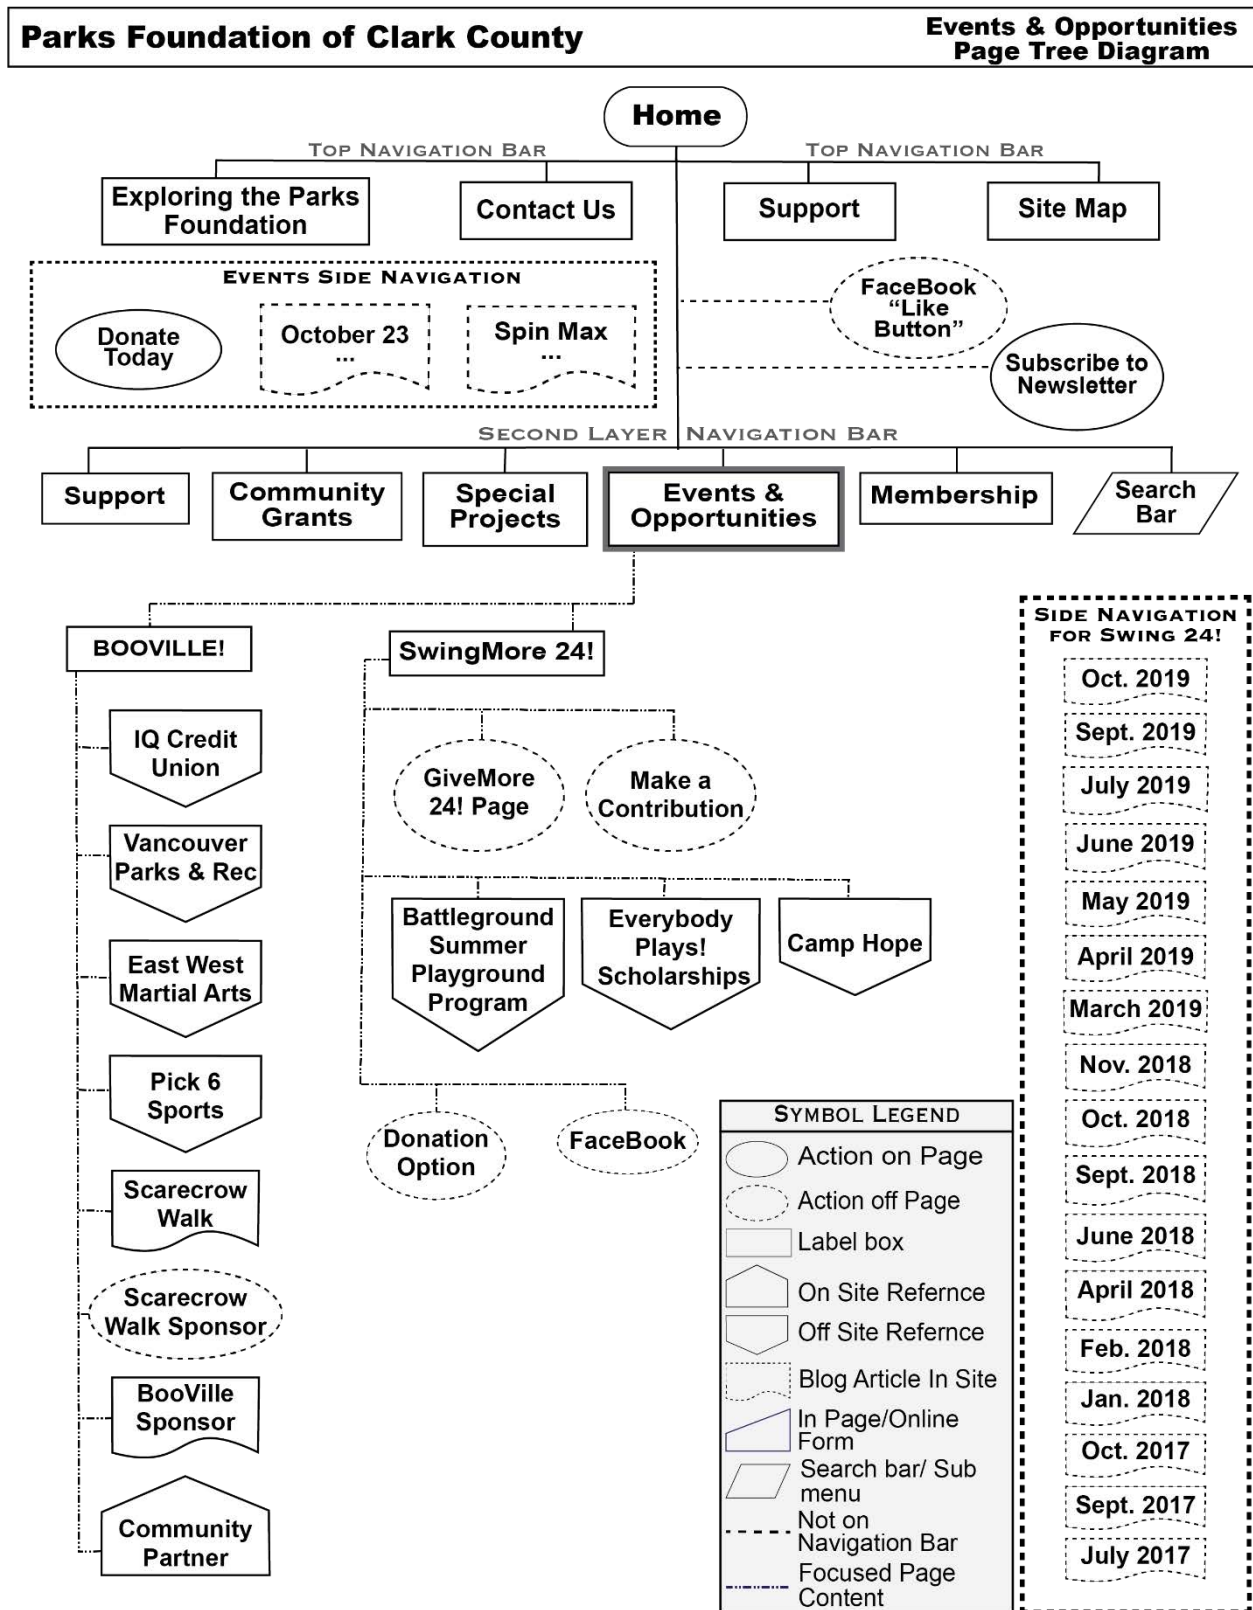 Parks Foundation of Clark County
Events & Opportunities
Page Tree Diagram
Home
Top Navigation Bar
Top Navigation Bar
Exploring the Parks
Foundation
Contact Us
Support
Site Map
Events Side Navigation
Donate
Today
October 23
...
Spin Max
...
FaceBook
“Like
Button”
Subscribe to
Newsletter
Second Layer Navigation Bar
Support
Community
Grants
Special
Projects
Events &
Opportunities
Membership
Search
Bar
BOOVILLE!
IQ Credit
Union
Vancouver
Parks & Rec
East West
Martial Arts
Pick 6
Sports
Scarecrow
Walk
Scarecrow
Walk Sponsor
BooVille
Sponsor
Community
Partner
SwingMore 24!
GiveMore
24! Page
Make a
Contribution
Battleground
Summer
Playground
Program
Everybody
Plays!
Scholarships
Camp Hope
Donation
Option
FaceBook
Symbol Legend
Action on Page
Action off Page
Label box
On Site Refernce
Off Site Refernce
Blog Article In Site
In Page/Online
Form
Search bar/ Sub
menu
Not on
Navigation Bar
Focused Page
Content
Side Navigation
for Swing 24!
Oct. 2019
Sept. 2019
July 2019
June 2019
May 2019
April 2019
March 2019
Nov. 2018
Oct. 2018
Sept. 2018
June 2018
April 2018
Feb. 2018
Jan. 2018
Oct. 2017
Sept. 2017
July 2017